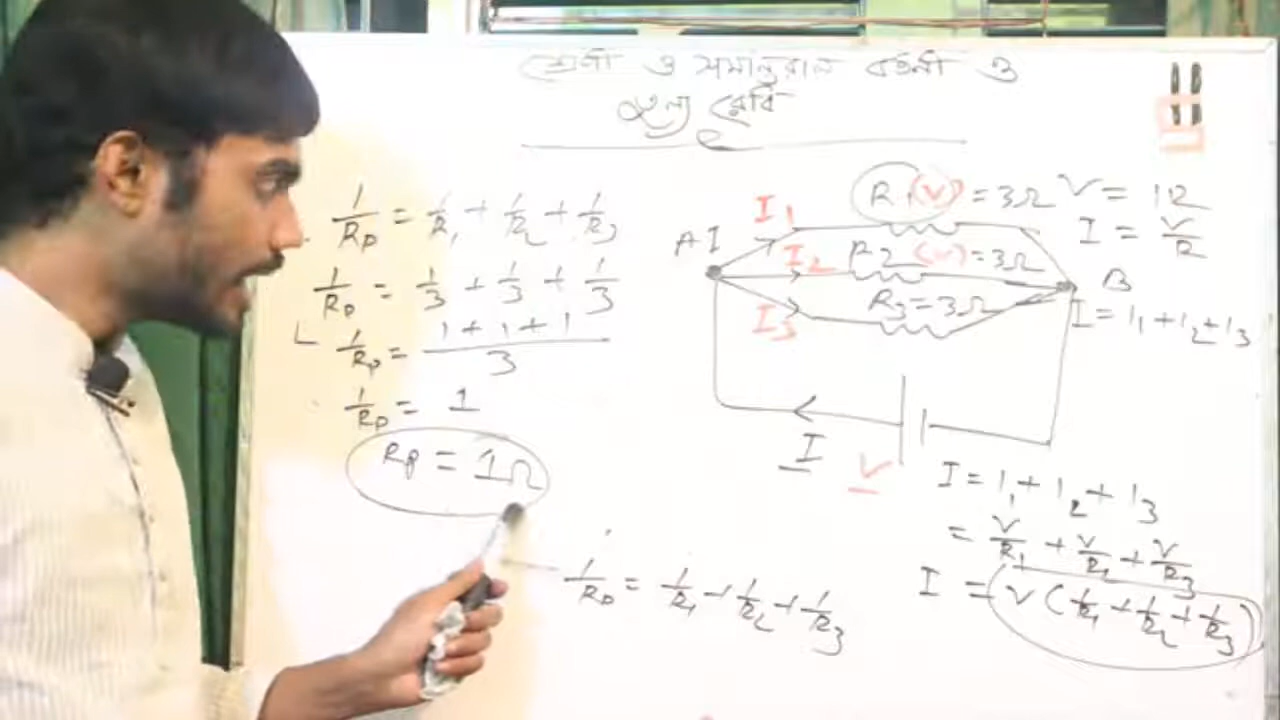 শ্রেণী ও সমান্তরাল বর্তনী ও
তুল্য রোধ
1/Rp = 1/R1 + 1/R2 + 1/R3
1/Rp = 1/3 + 1/3 + 1/3
1/Rp = 1+1+1/3
1/Rp = 1
Rp = 1Ω
1/Rp = 1/R1 + 1/R2 + 1/R3
A I
I1
I2
I3
R1 (V) = 3Ω
R2 (V) = 3Ω
R3 = 3Ω
B
I
V
V = IR
I = V/R
I = I1 + I2 + I3
I = I1 + I2 + I3
= V/R1 + V/R2 + V/R3
I = V (1/R1 + 1/R2 + 1/R3)